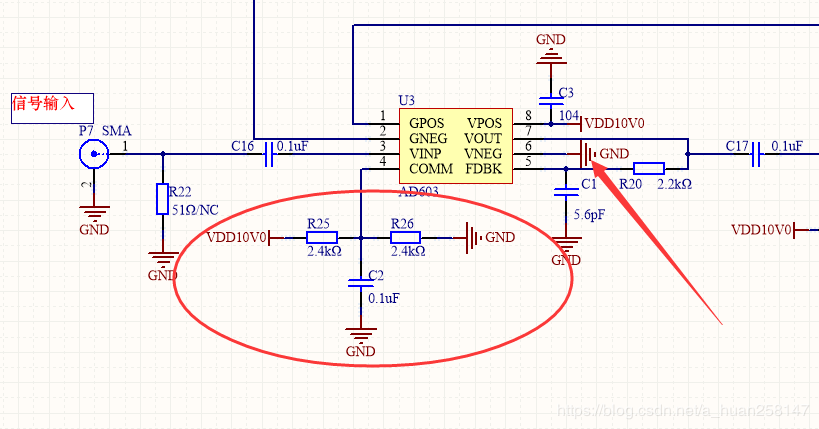 GND
C3
104
VDD10V0
U3
1 GPOS VPOS 8
2 GNEG VOUT 7
3 VINP VNEG 6
4 COMM FDBK 5
AD603
信号输入
P7 SMA
1
2
GND
C16 0.1uF
R22
51Ω/NC
GND
GND
C1
5.6pF
GND
R20 2.2kΩ
C17 0.1uF
VDD10V0
VDD10V0
R25
2.4kΩ
R26
2.4kΩ
GND
C2
0.1uF
GND
https://blog.csdn.net/a_huan258147